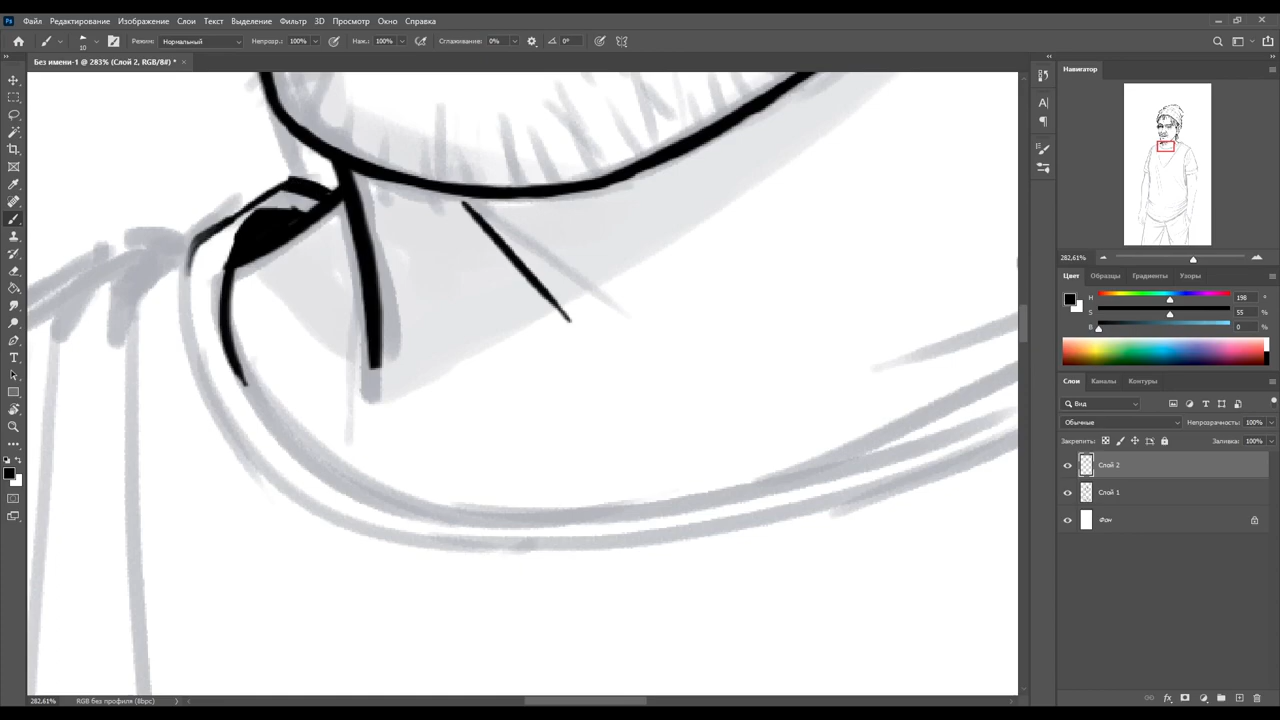 Ps Файл Редактирование Изображение Слои Текст Выделение Фильтр 3D Просмотр Окно Справка
10 Режим: Нормальный Непрозр.: 100% Наж.: 100% Сглаживание: 0% 0°
Без имени-1 @ 283% (Слой 2, RGB/8#) * ×
Навигатор
282,61%
Цвет Образцы Градиенты Узоры
H 198 °
S 55 %
B 0 %
Слои Каналы Контуры
Вид
Обычные Непрозрачность: 100%
Закрепить: Заливка: 100%
Слой 2
Слой 1
Фон
282,61% RGB без профиля (8bpc)